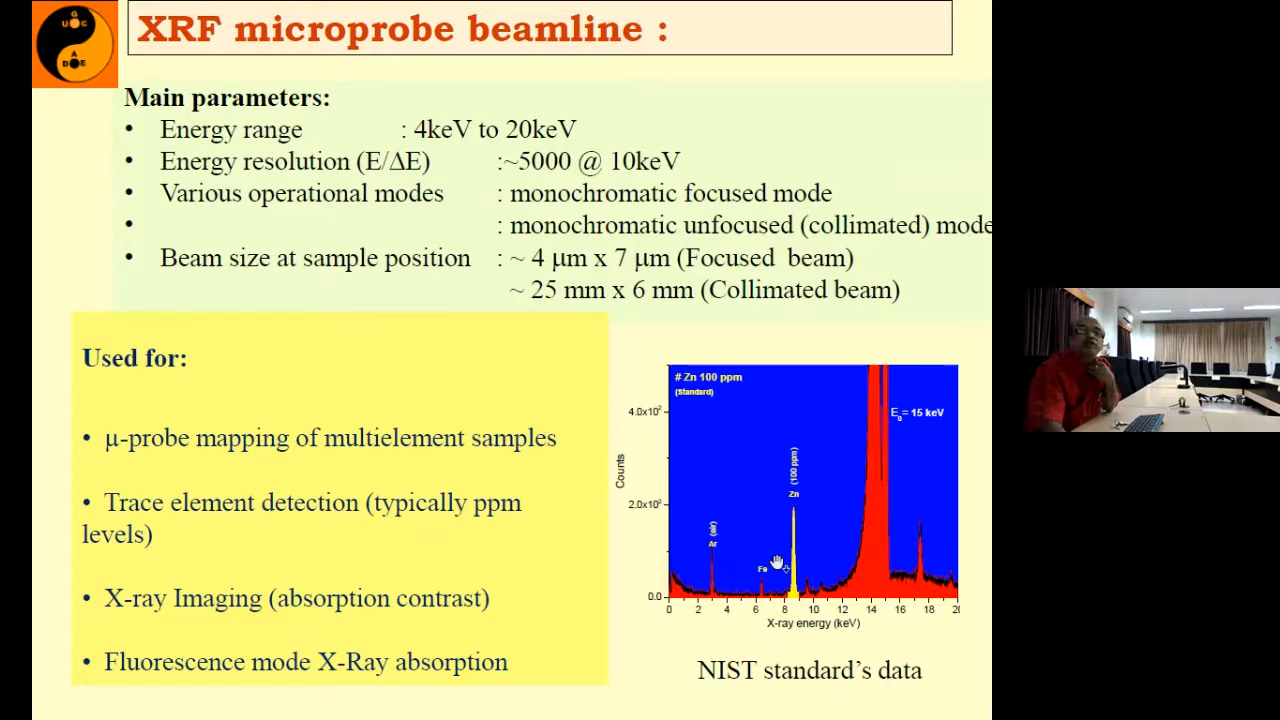 G
U G C
A
D E
XRF microprobe beamline :
Main parameters:
• Energy range : 4keV to 20keV
• Energy resolution (E/ΔE) :~5000 @ 10keV
• Various operational modes : monochromatic focused mode
• : monochromatic unfocused (collimated) mode
• Beam size at sample position : ~ 4 μm x 7 μm (Focused beam)
~ 25 mm x 6 mm (Collimated beam)
Used for:
• μ-probe mapping of multielement samples
• Trace element detection (typically ppm
levels)
• X-ray Imaging (absorption contrast)
• Fluorescence mode X-Ray absorption
# Zn 100 ppm
(Standard)
E0 = 15 keV
4.0x10²
2.0x10²
0.0
Counts
Ar
(air)
Fe
Zn
(100 ppm)
0 2 4 6 8 10 12 14 16 18 20
X-ray energy (keV)
NIST standard's data